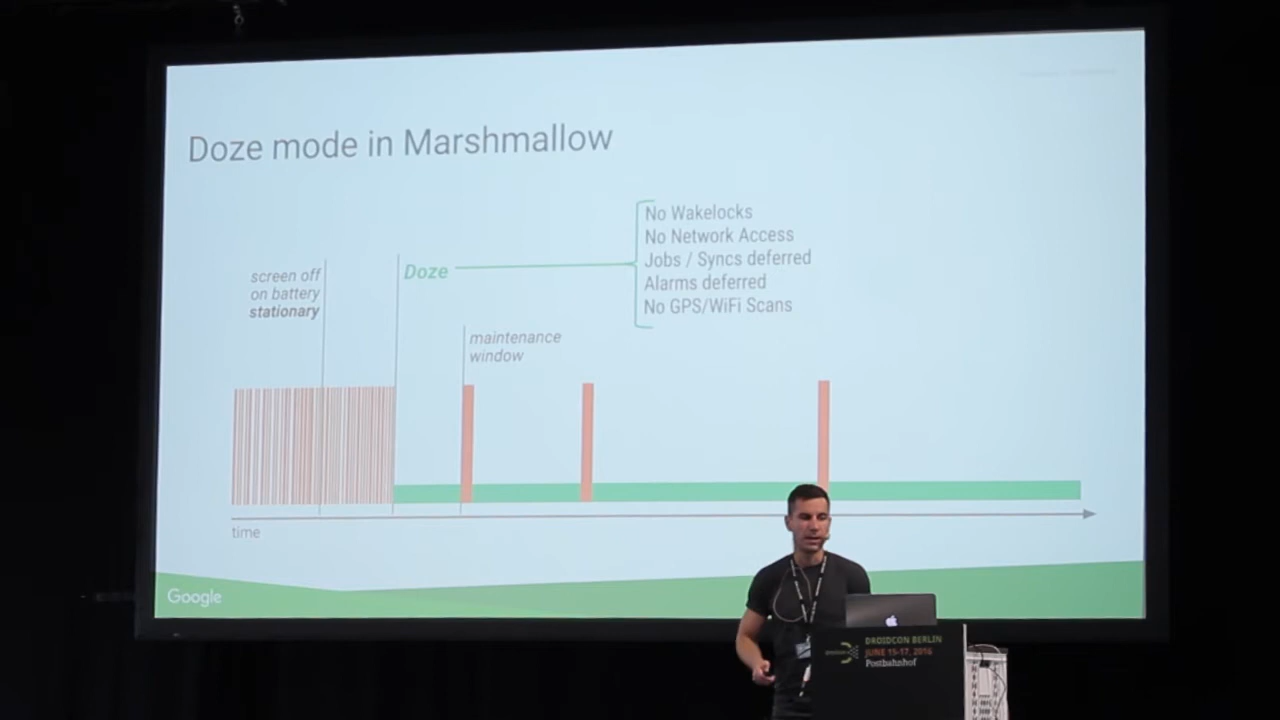 Doze mode in Marshmallow
No Wakelocks
No Network Access
Jobs / Syncs deferred
Alarms deferred
No GPS/WiFi Scans
Doze
screen off
on battery
stationary
maintenance
window
time
Google
DROIDCON BERLIN
JUNE 15-17, 2016
Postbahnhof